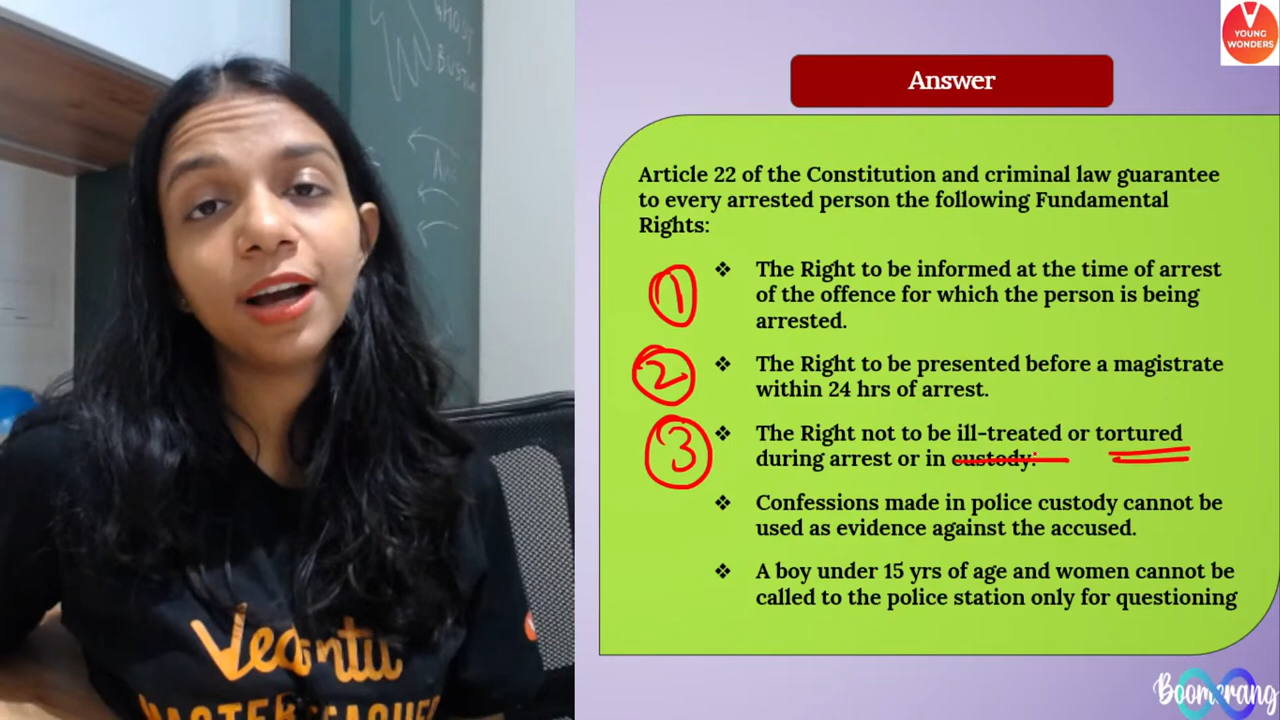 YOUNG
WONDERS
Answer
Article 22 of the Constitution and criminal law guarantee
to every arrested person the following Fundamental
Rights:
1
❖ The Right to be informed at the time of arrest
of the offence for which the person is being
arrested.
2
❖ The Right to be presented before a magistrate
within 24 hrs of arrest.
3
❖ The Right not to be ill-treated or tortured
during arrest or in custody.
❖ Confessions made in police custody cannot be
used as evidence against the accused.
❖ A boy under 15 yrs of age and women cannot be
called to the police station only for questioning
Vedantu
MASTER TEACHER
Boomerang